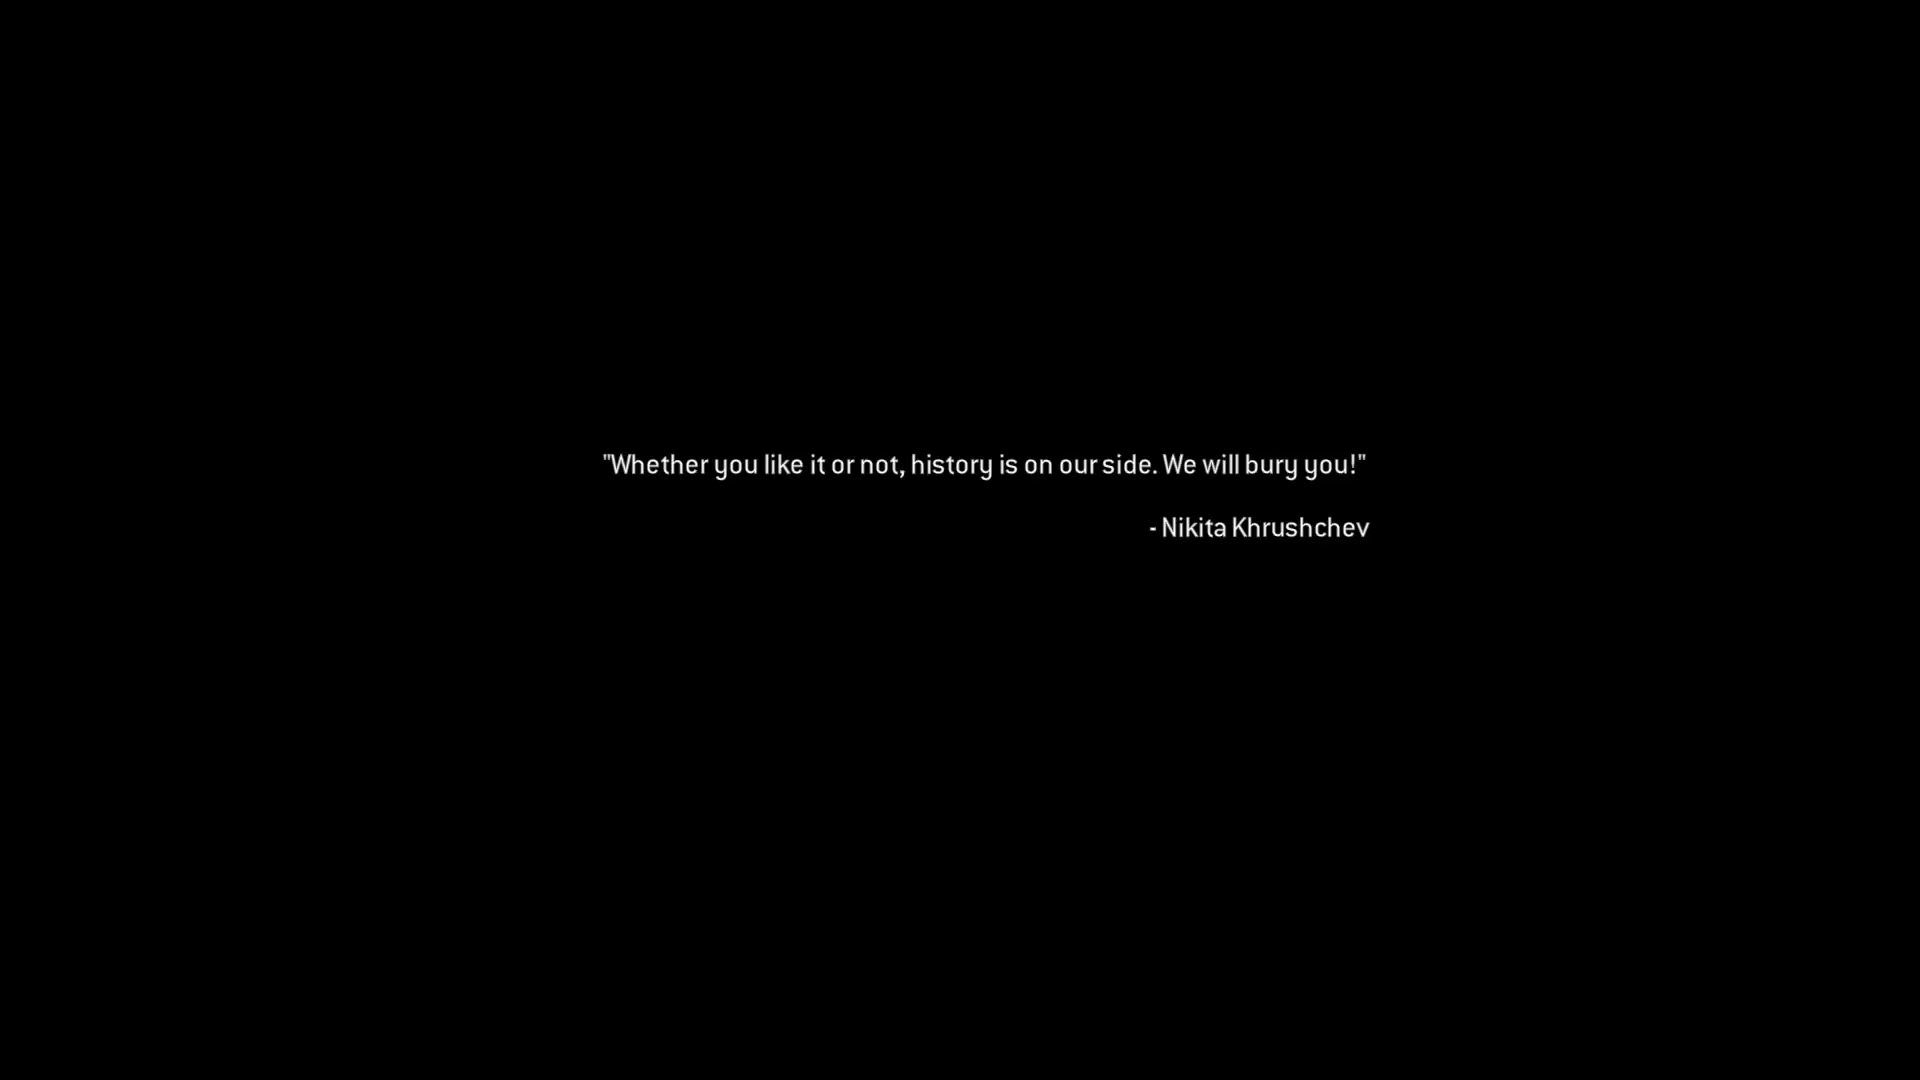 "Whether you like it or not, history is on our side. We will bury you!"
- Nikita Khrushchev